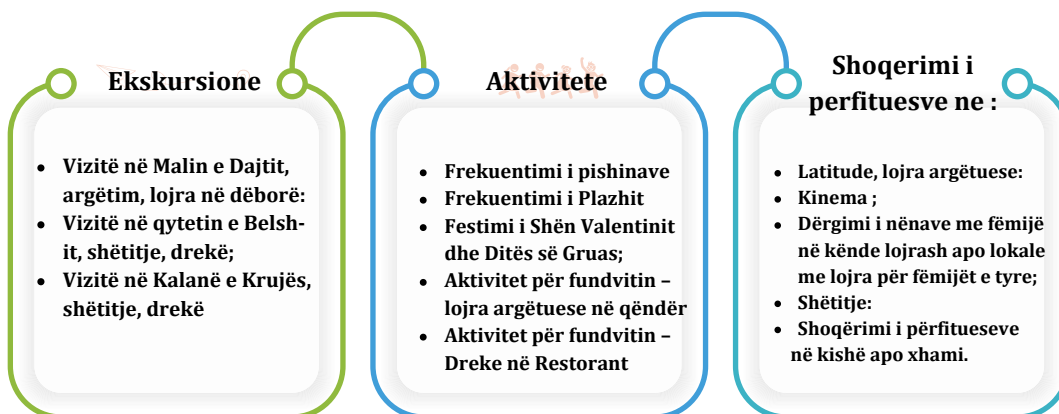 Ekskursione
• Vizitë në Malin e Dajtit,
argëtim, lojra në dëborë:
• Vizitë në qytetin e Belsh-
it, shëtitje, drekë;
• Vizitë në Kalanë e Krujës,
shëtitje, drekë
Aktivitete
• Frekuentimi i pishinave
• Frekuentimi i Plazhit
• Festimi i Shën Valentinit
dhe Ditës së Gruas;
• Aktivitet për fundvitin –
lojra argëtuese në qëndër
• Aktivitet për fundvitin –
Dreke në Restorant
Shoqerimi i
perfituesve ne :
• Latitude, lojra argëtuese:
• Kinema ;
• Dërgimi i nënave me fëmijë
në kënde lojrash apo lokale
me lojra për fëmijët e tyre;
• Shëtitje:
• Shoqërimi i përfitueseve
në kishë apo xhami.